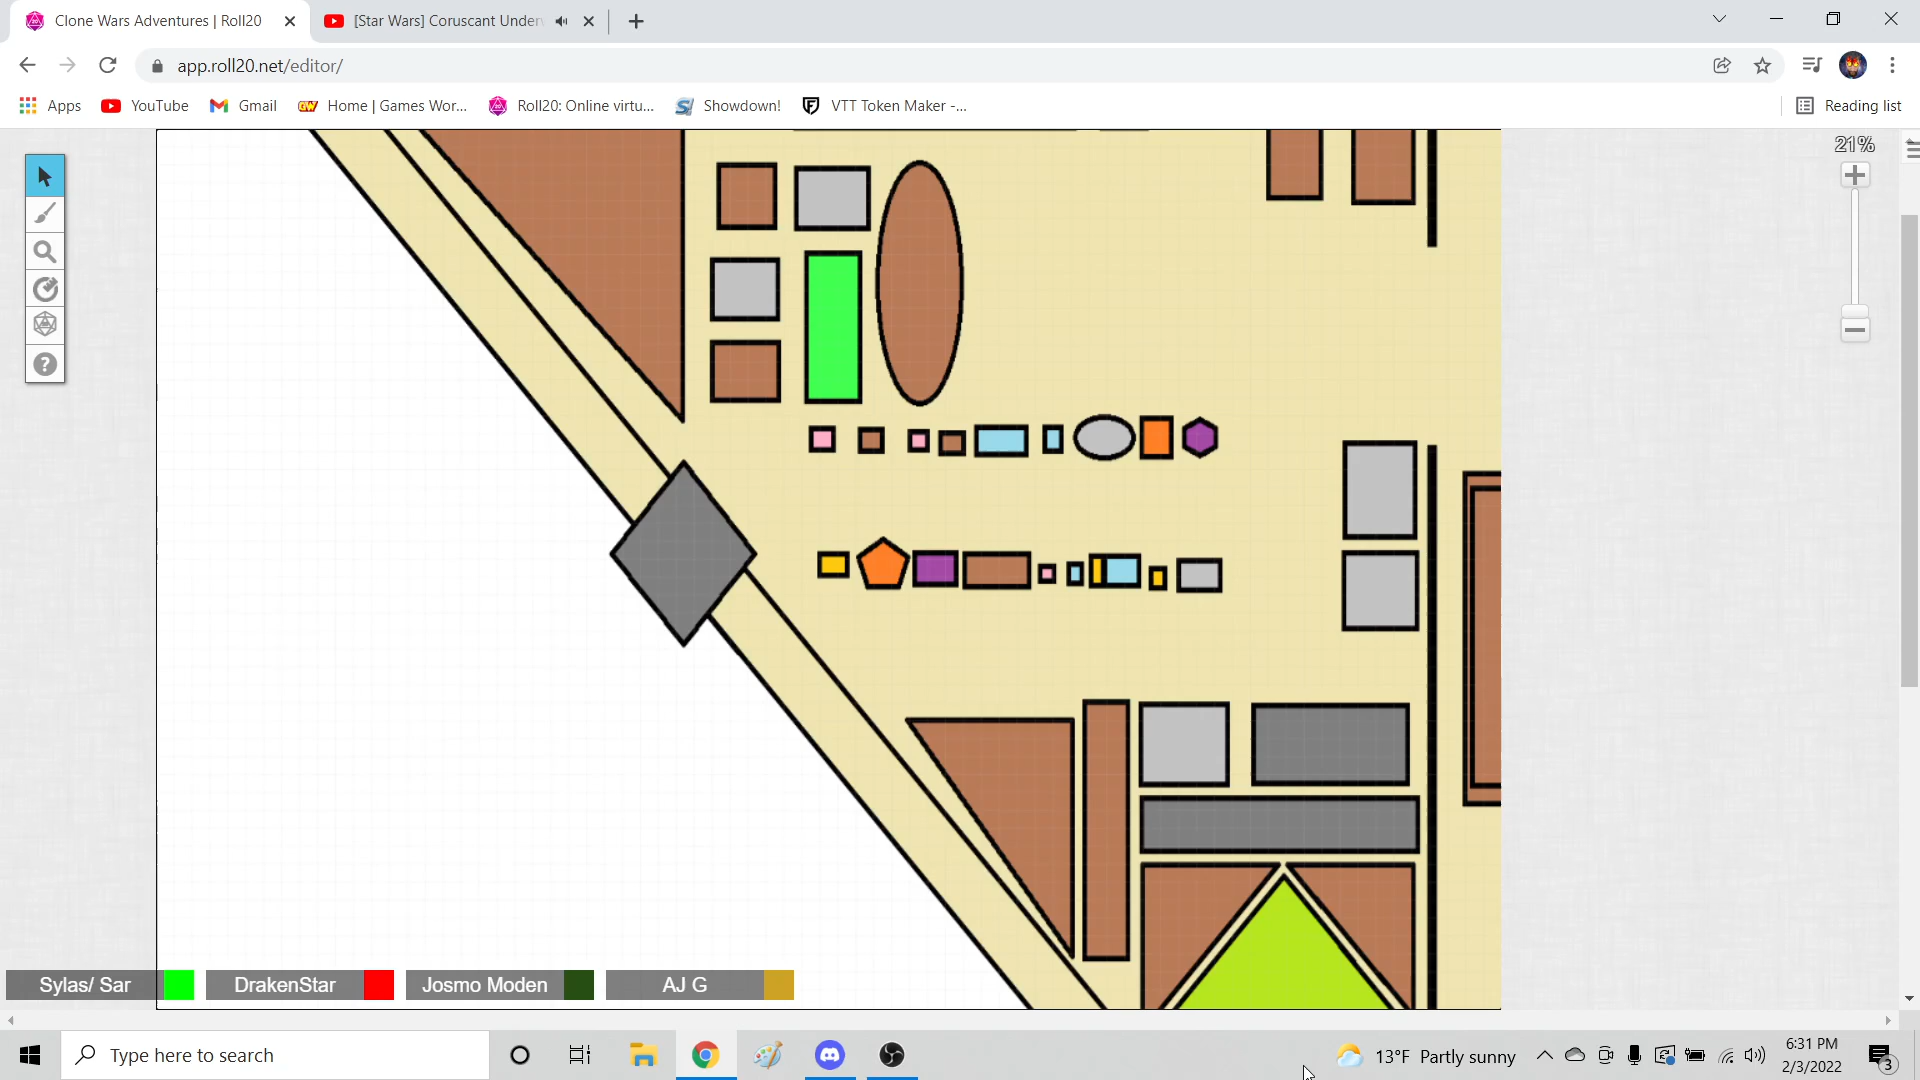 Clone Wars Adventures | Roll20
[Star Wars] Coruscant Under
app.roll20.net/editor/
Apps
YouTube
Gmail
Home | Games Wor...
Roll20: Online virtu...
Showdown!
VTT Token Maker -...
Reading list
21%
Sylas/ Sar
DrakenStar
Josmo Moden
AJ G
Type here to search
13°F Partly sunny
6:31 PM
2/3/2022
3